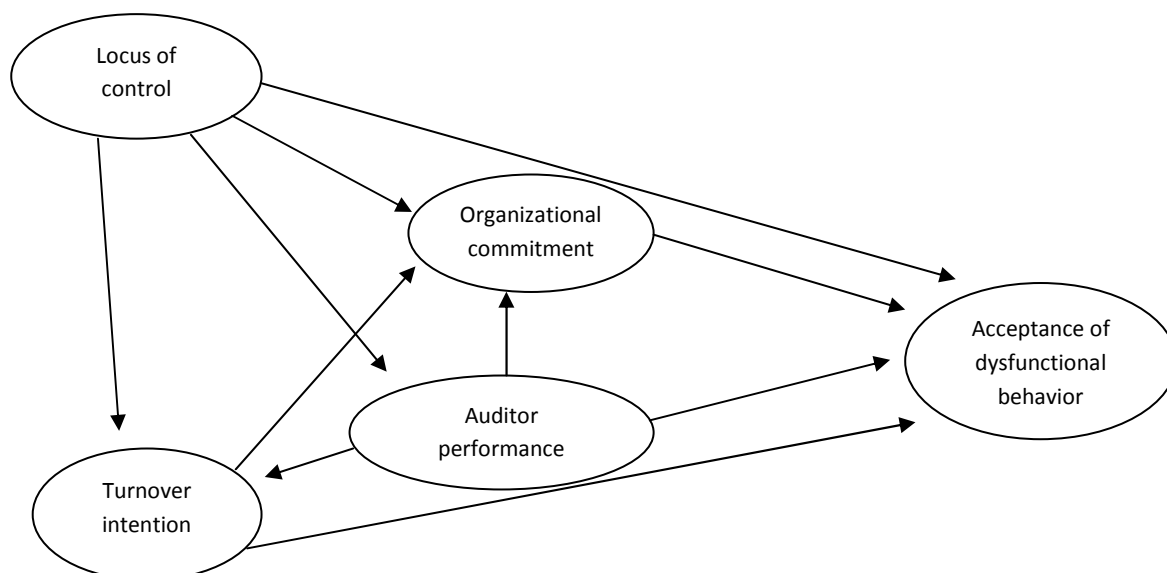 Locus of
control
Organizational
commitment
Acceptance of
dysfunctional
behavior
Auditor
performance
Turnover
intention